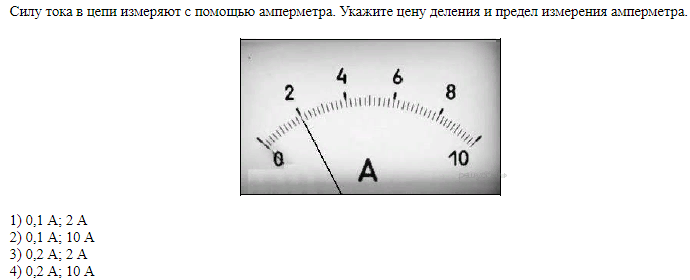 Силу тока в цепи измеряют с помощью амперметра. Укажите цену деления и предел измерения амперметра.
0 2 4 6 8 10
A
1) 0,1 А; 2 А
2) 0,1 А; 10 А
3) 0,2 А; 2 А
4) 0,2 А; 10 А